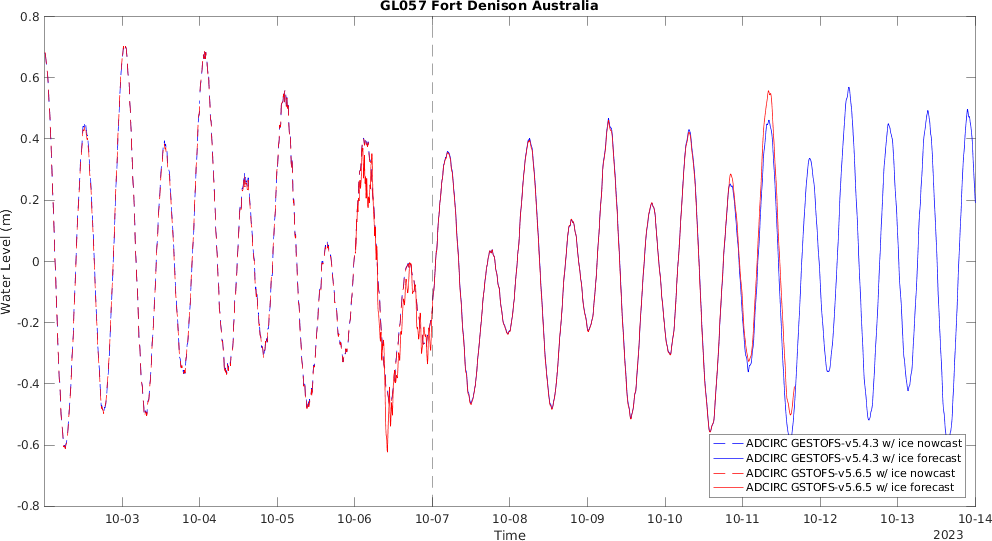 GL057 Fort Denison Australia
0.8
0.6
0.4
0.2
0
-0.2
-0.4
-0.6
-0.8
Water Level (m)
ADCIRC GESTOFS-v5.4.3 w/ ice nowcast
ADCIRC GESTOFS-v5.4.3 w/ ice forecast
ADCIRC GSTOFS-v5.6.5 w/ ice nowcast
ADCIRC GSTOFS-v5.6.5 w/ ice forecast
10-03 10-04 10-05 10-06 10-07 10-08 10-09 10-10 10-11 10-12 10-13 10-14
Time
2023